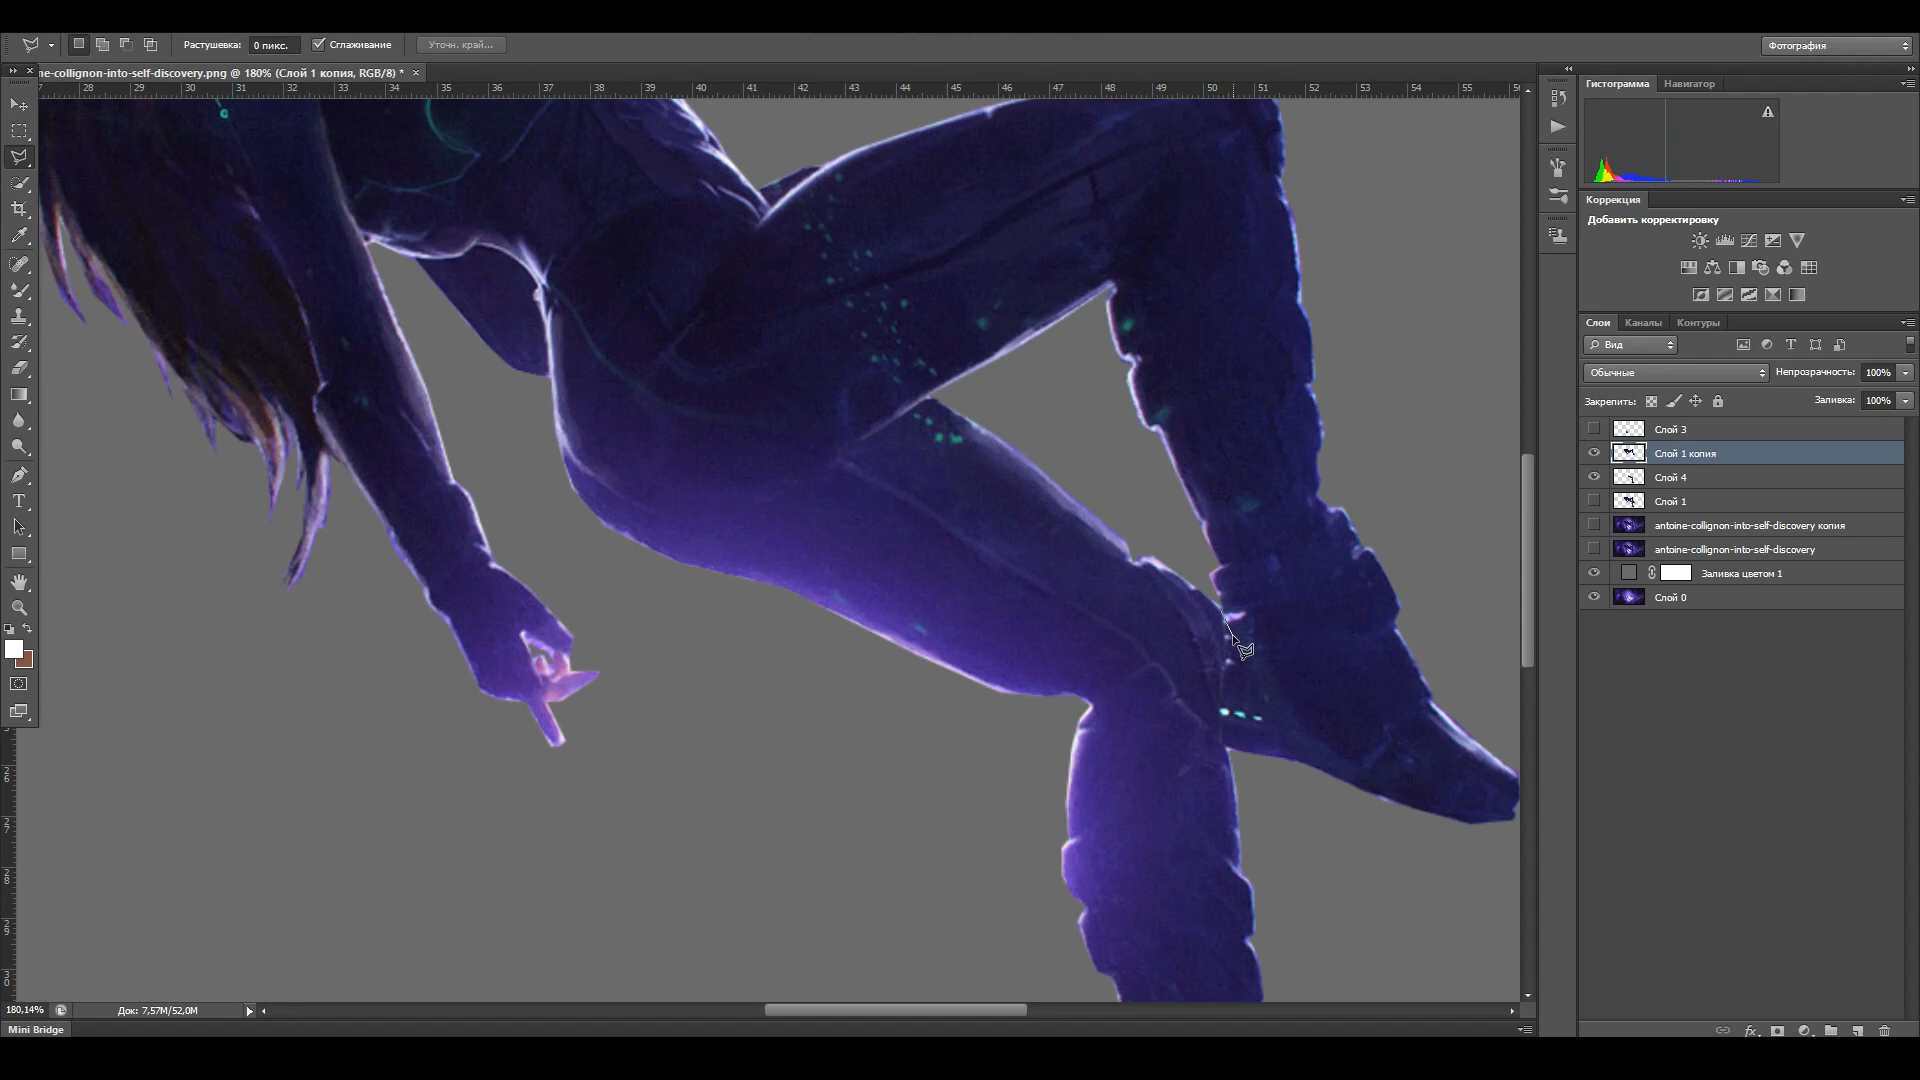 Растушевка: 0 пикс. Сглаживание Уточн. край... Фотография
ne-collignon-into-self-discovery.png @ 180% (Слой 1 копия, RGB/8) * ×
28 29 30 31 32 33 34 35 36 37 38 39 40 41 42 43 44 45 46 47 48 49 50 51 52 53 54 55
Гистограмма Навигатор
Коррекция
Добавить корректировку
Слои Каналы Контуры
Вид
Обычные Непрозрачность: 100%
Закрепить: Заливка: 100%
Слой 3
Слой 1 копия
Слой 4
Слой 1
antoine-collignon-into-self-discovery копия
antoine-collignon-into-self-discovery
Заливка цветом 1
Слой 0
26
27
28
29
30
180,14% Док: 7,57M/52,0M
Mini Bridge